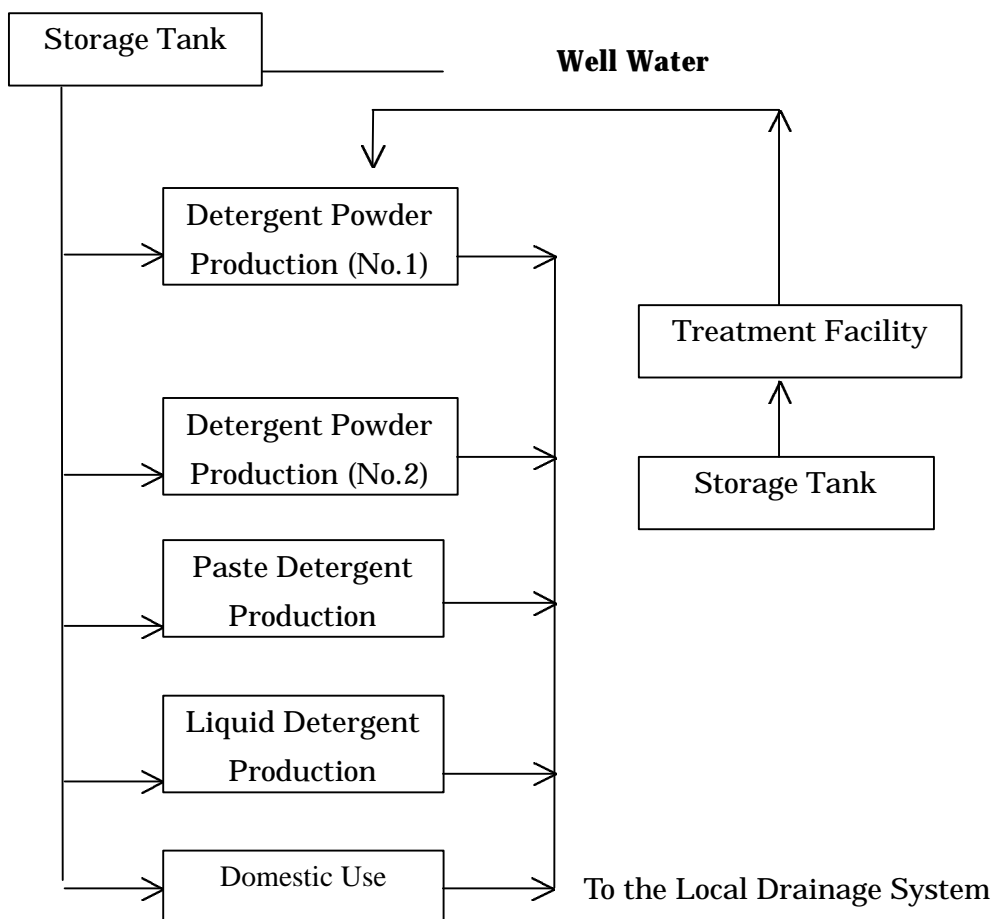 Storage Tank
Well Water
Detergent Powder
Production (No.1)
Treatment Facility
Detergent Powder
Production (No.2)
Storage Tank
Paste Detergent
Production
Liquid Detergent
Production
Domestic Use
To the Local Drainage System